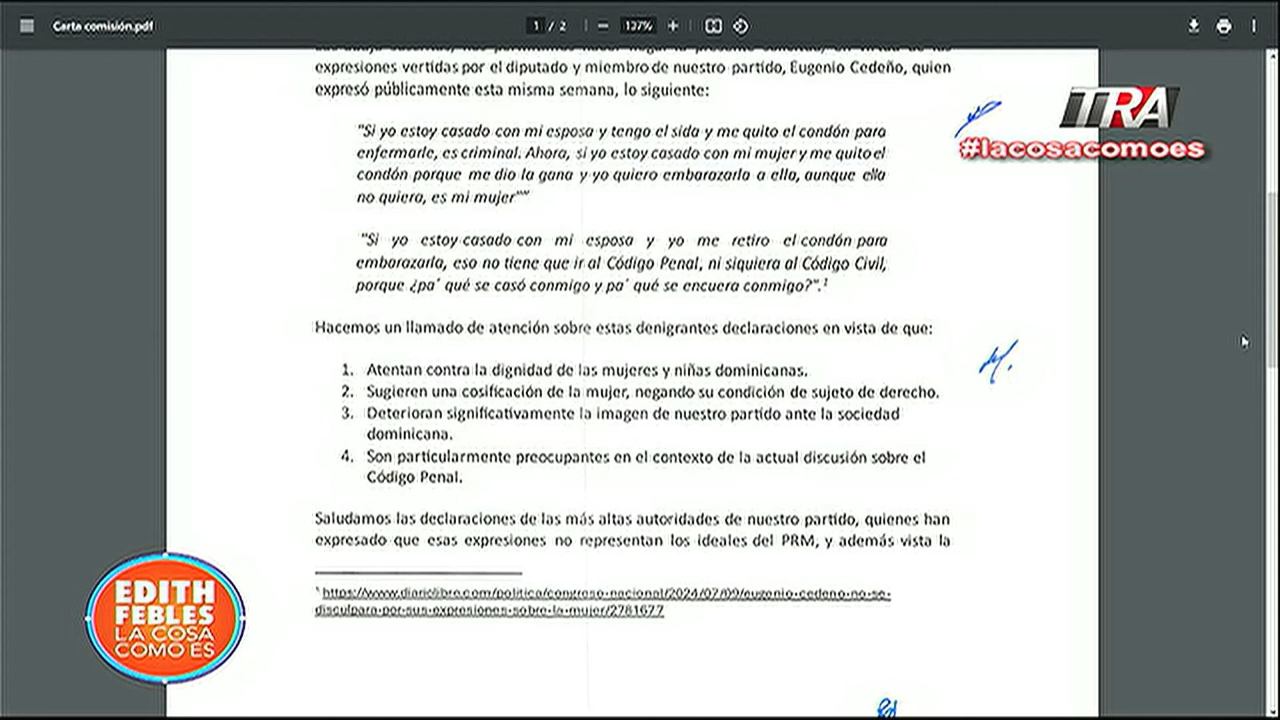 Carta comisión.pdf
1 / 2
137%
expresiones vertidas por el diputado y miembro de nuestro partido, Eugenio Cedeño, quien
expresó públicamente esta misma semana, lo siguiente:
"Si yo estoy casado con mi esposa y tengo el sida y me quito el condón para
enfermarle, es criminal. Ahora, si yo estoy casado con mi mujer y me quito el
condón porque me dio la gana y yo quiero embarazarla a ella, aunque ella
no quiera, es mi mujer""
"Si yo estoy casado con mi esposa y yo me retiro el condón para
embarazarla, eso no tiene que ir al Código Penal, ni siquiera al Código Civil,
porque ¿pa´ qué se casó conmigo y pa´ qué se encuera conmigo?".¹
Hacemos un llamado de atención sobre estas denigrantes declaraciones en vista de que:
1. Atentan contra la dignidad de las mujeres y niñas dominicanas.
2. Sugieren una cosificación de la mujer, negando su condición de sujeto de derecho.
3. Deterioran significativamente la imagen de nuestro partido ante la sociedad
dominicana.
4. Son particularmente preocupantes en el contexto de la actual discusión sobre el
Código Penal.
Saludamos las declaraciones de las más altas autoridades de nuestro partido, quienes han
expresado que esas expresiones no representan los ideales del PRM, y además vista la
¹ https://www.diariolibre.com/politica/congreso-nacional/2024/07/09/eugenio-cedeno-no-se-
disculpara-por-sus-expresiones-sobre-la-mujer/2781677
TRA
#lacosacomoes
EDITH
FEBLES
LA COSA
COMO ES